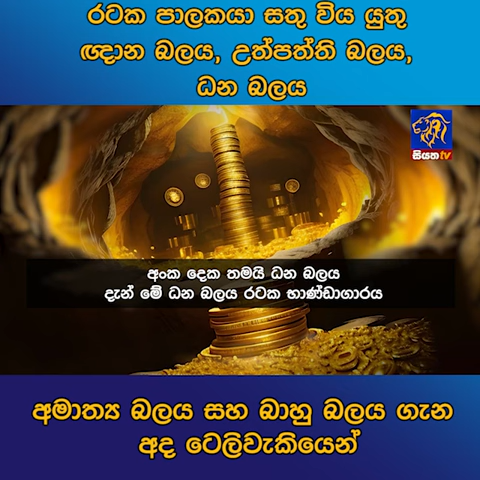 රටක පාලකයා සතු විය යුතු
ඥාන බලය, උත්පත්ති බලය,
ධන බලය
සියත tv
අංක දෙක තමයි ධන බලය
දැන් මේ ධන බලය රටක භාණ්ඩාගාරය
අමාත්‍ය බලය සහ බාහු බලය ගැන
අද ටෙලිවැකියෙන්